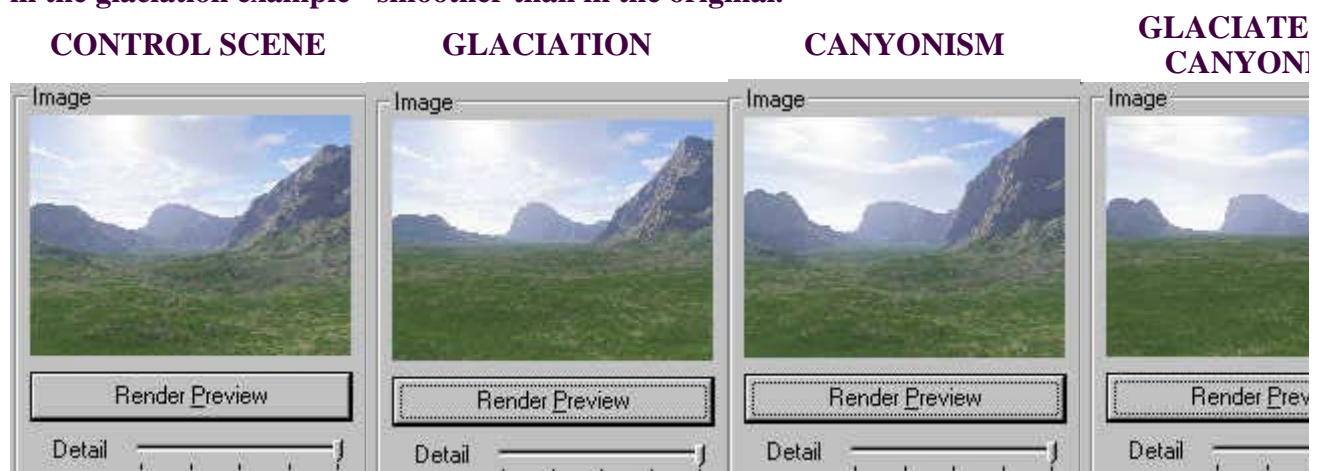 in the glaciation example - smoother than in the original.
CONTROL SCENE
GLACIATION
CANYONISM
GLACIATE
CANYONI
Image
Image
Image
Image
Render Preview
Render Preview
Render Preview
Render Prev
Detail
Detail
Detail
Detail